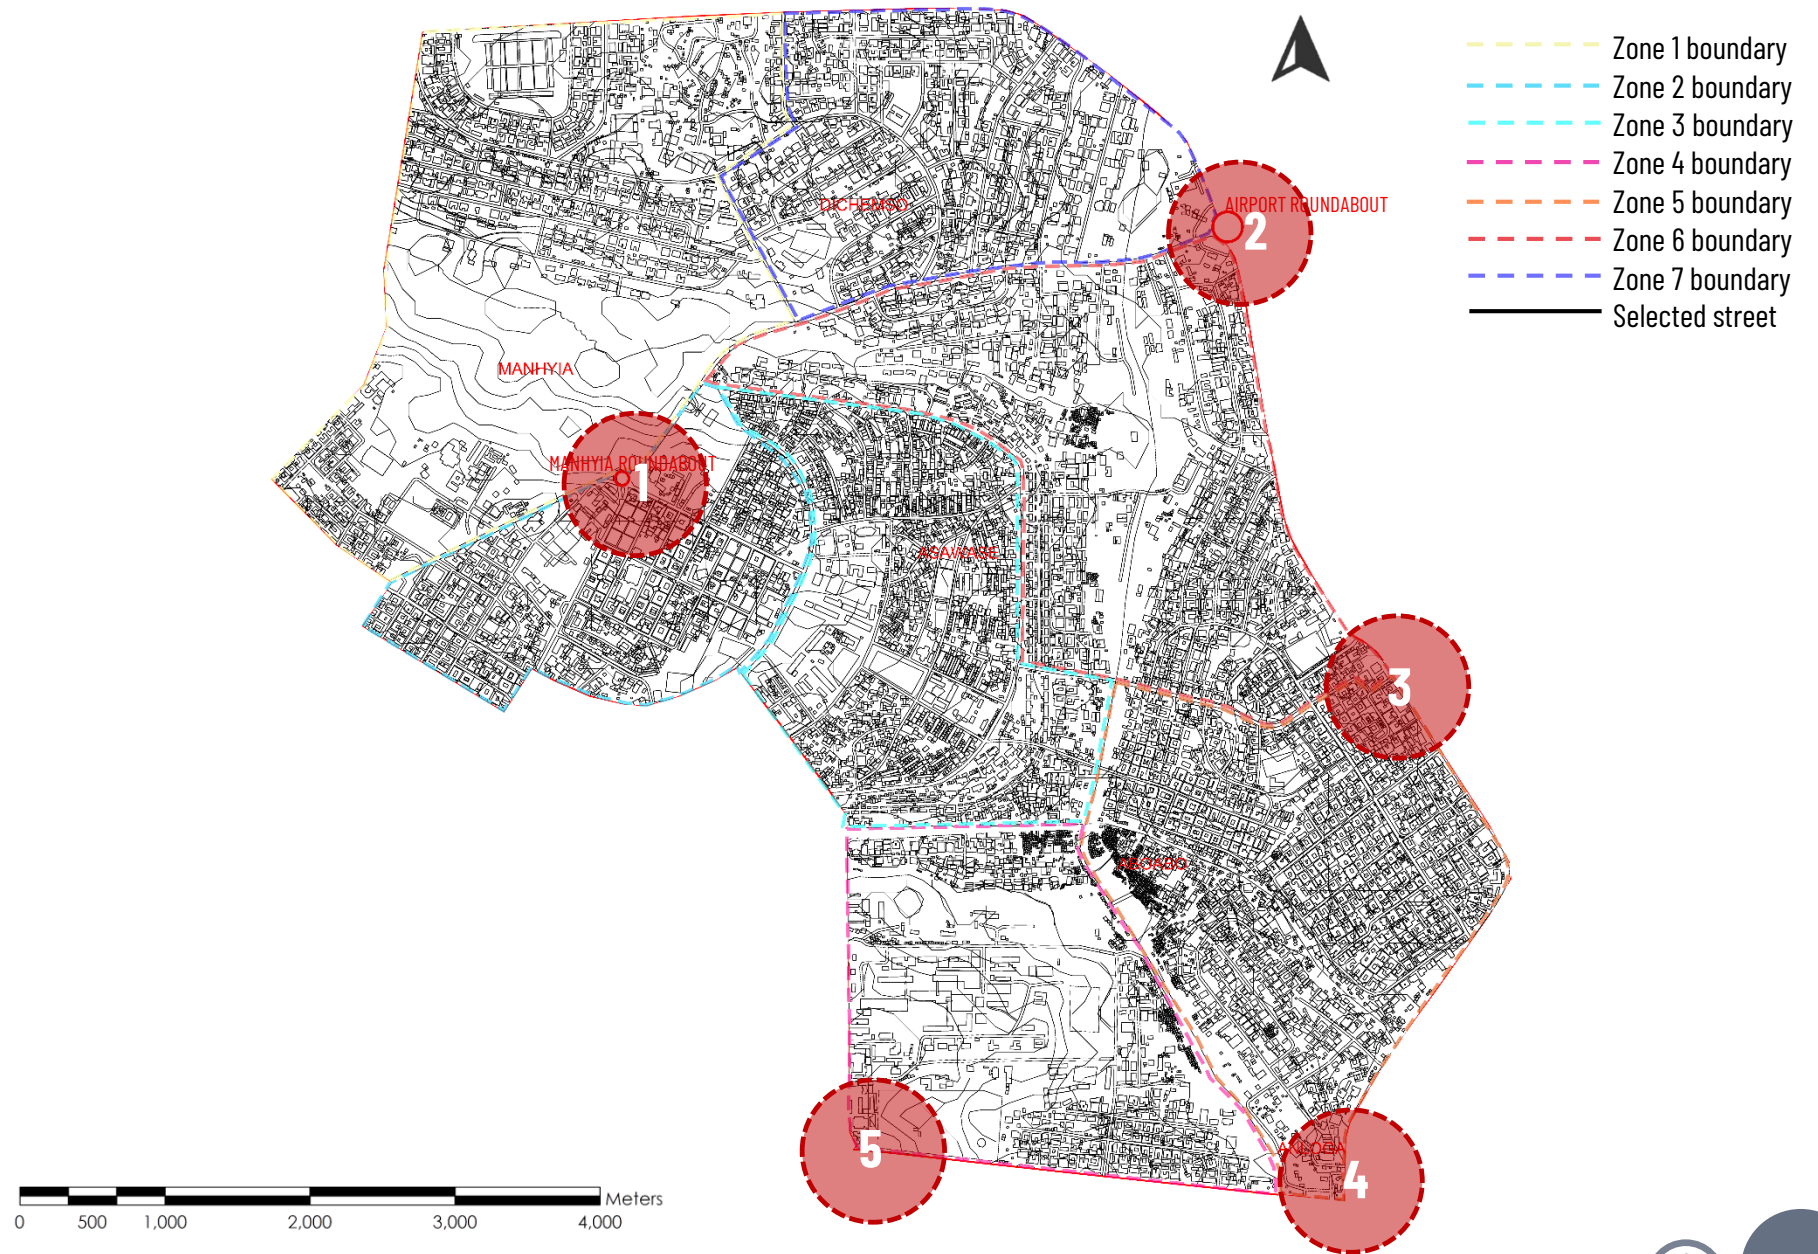 Zone 1 boundary
Zone 2 boundary
Zone 3 boundary
Zone 4 boundary
Zone 5 boundary
Zone 6 boundary
Zone 7 boundary
Selected street
DICHEMSO
AIRPORT ROUNDABOUT
2
MANHYIA
MANHYIA ROUNDABOUT
1
ASAWASE
3
ABOABO
5
4
Meters
0 500 1,000 2,000 3,000 4,000